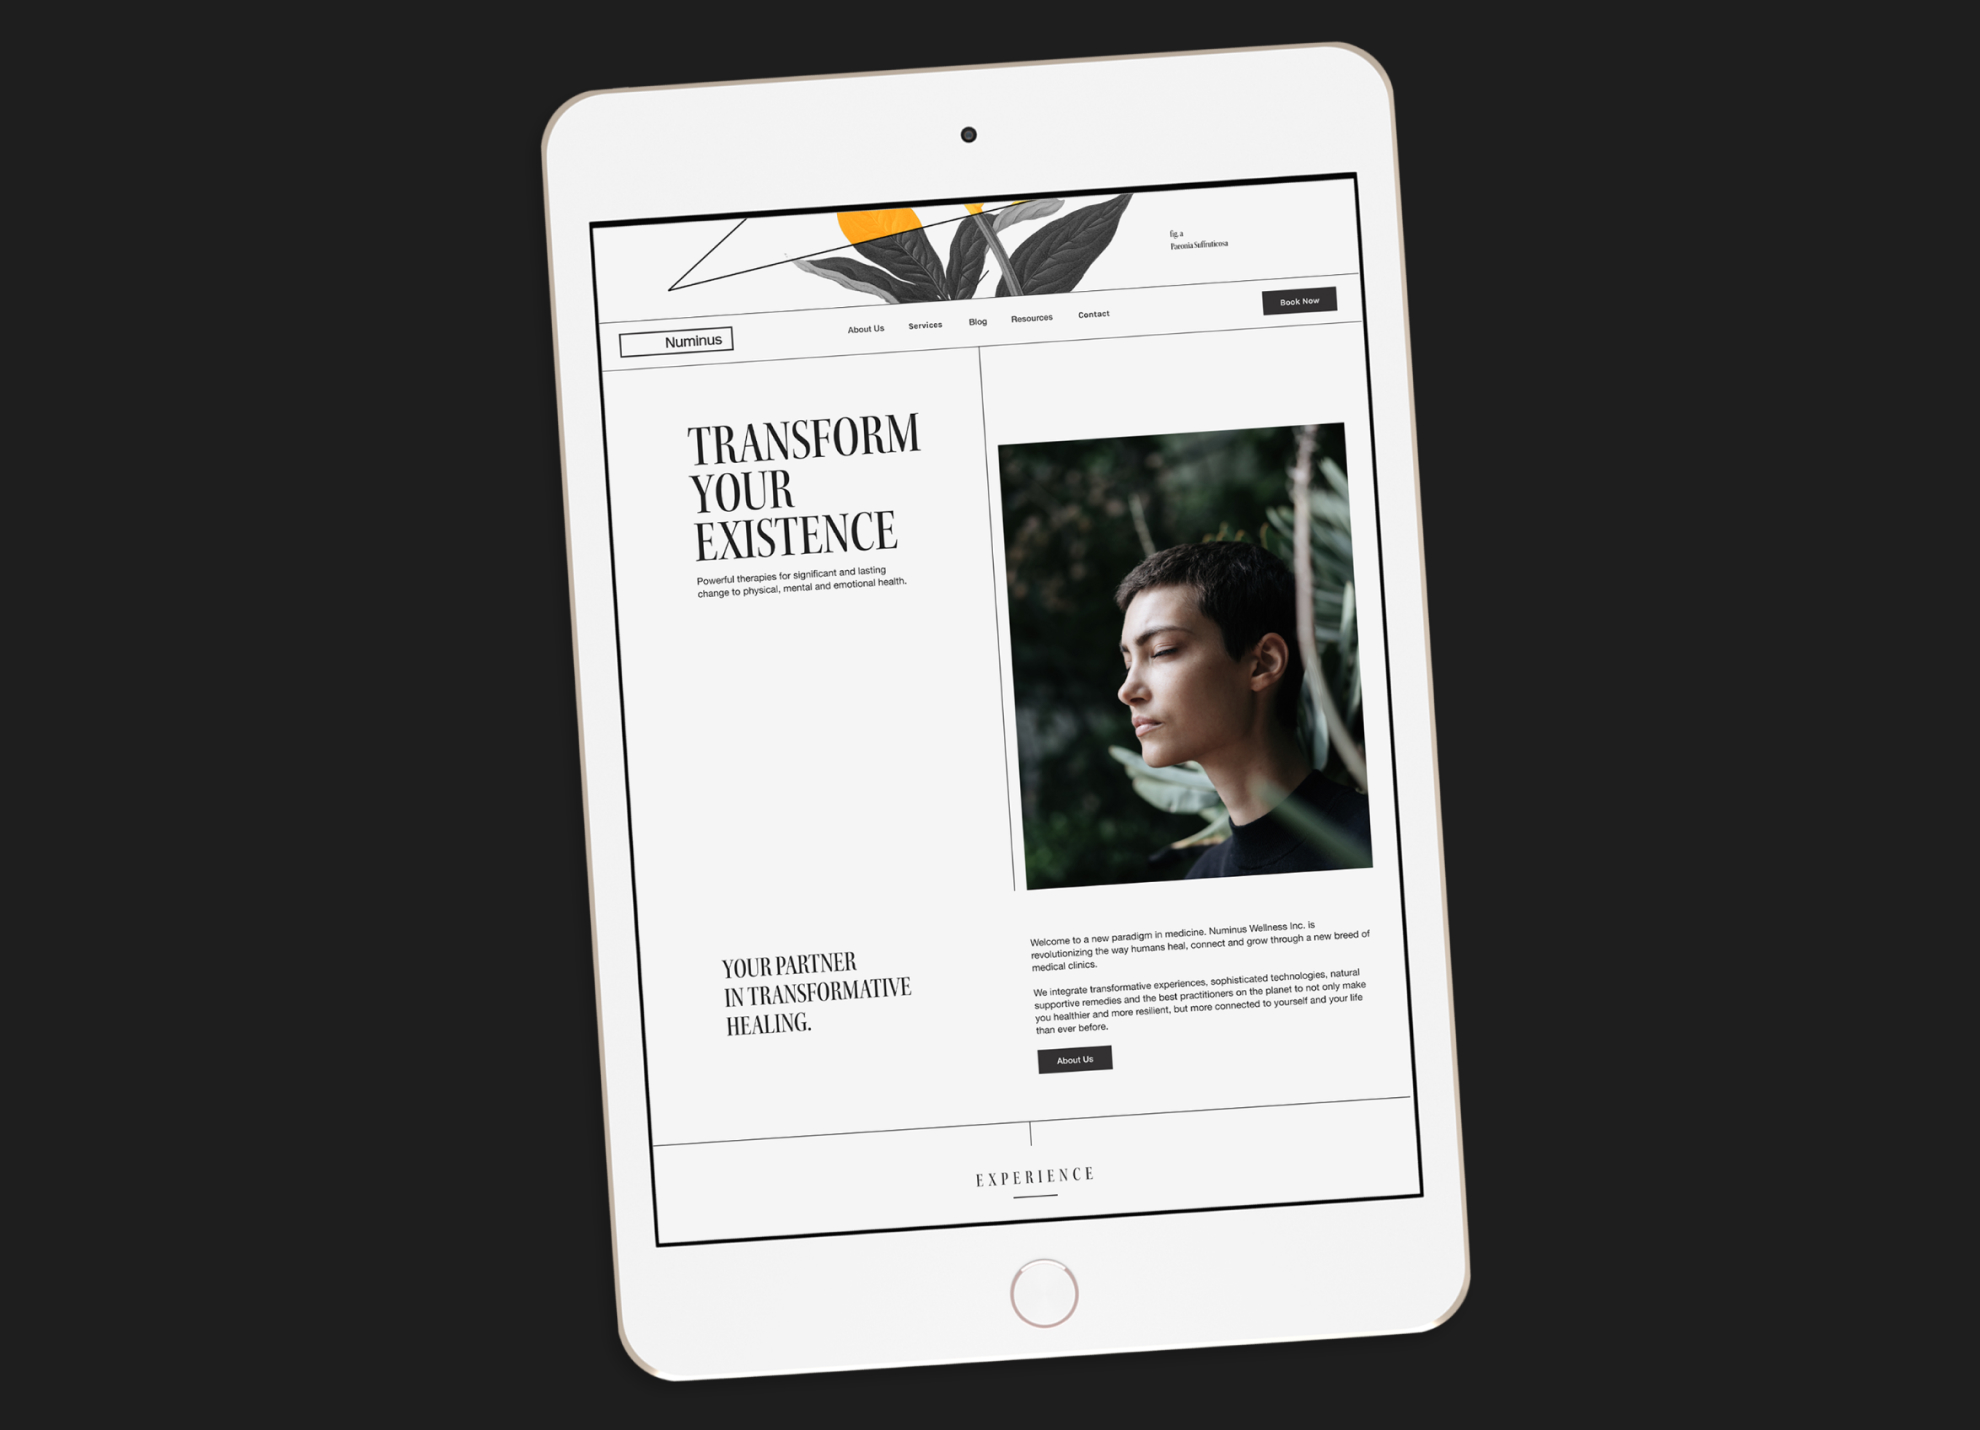 fig. a
Paeonia Suffruticosa
Numinus
About Us
Services
Blog
Resources
Contact
Book Now
TRANSFORM
YOUR
EXISTENCE
Powerful therapies for significant and lasting
change to physical, mental and emotional health.
YOUR PARTNER
IN TRANSFORMATIVE
HEALING.
Welcome to a new paradigm in medicine. Numinus Wellness Inc. is
revolutionizing the way humans heal, connect and grow through a new breed of
medical clinics.
We integrate transformative experiences, sophisticated technologies, natural
supportive remedies and the best practitioners on the planet to not only make
you healthier and more resilient, but more connected to yourself and your life
than ever before.
About Us
EXPERIENCE